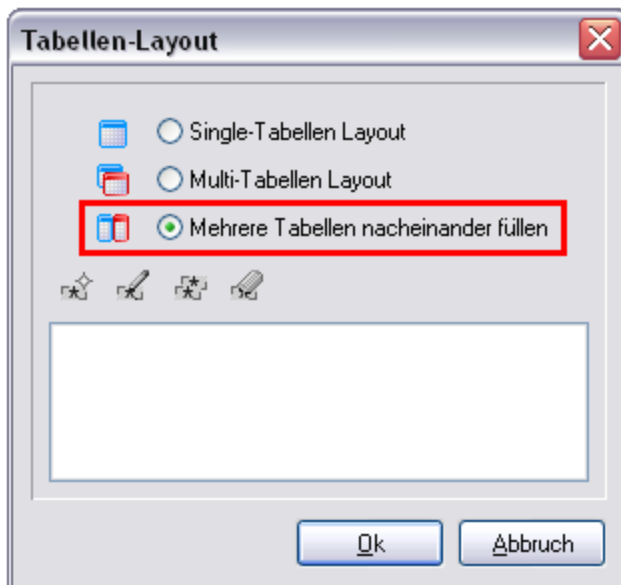 Tabellen-Layout
Single-Tabellen Layout
Multi-Tabellen Layout
Mehrere Tabellen nacheinander füllen
Ok
Abbruch